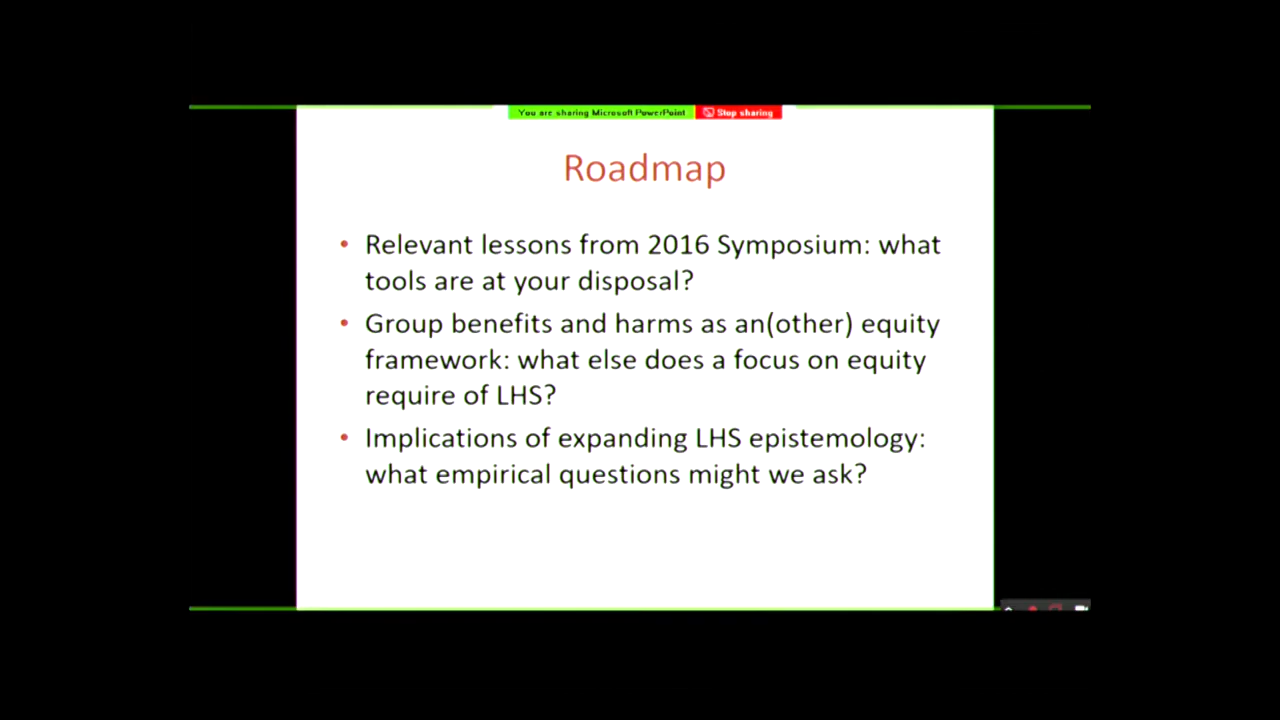 You are sharing Microsoft PowerPoint
Stop sharing
Roadmap
• Relevant lessons from 2016 Symposium: what
tools are at your disposal?
• Group benefits and harms as an(other) equity
framework: what else does a focus on equity
require of LHS?
• Implications of expanding LHS epistemology:
what empirical questions might we ask?